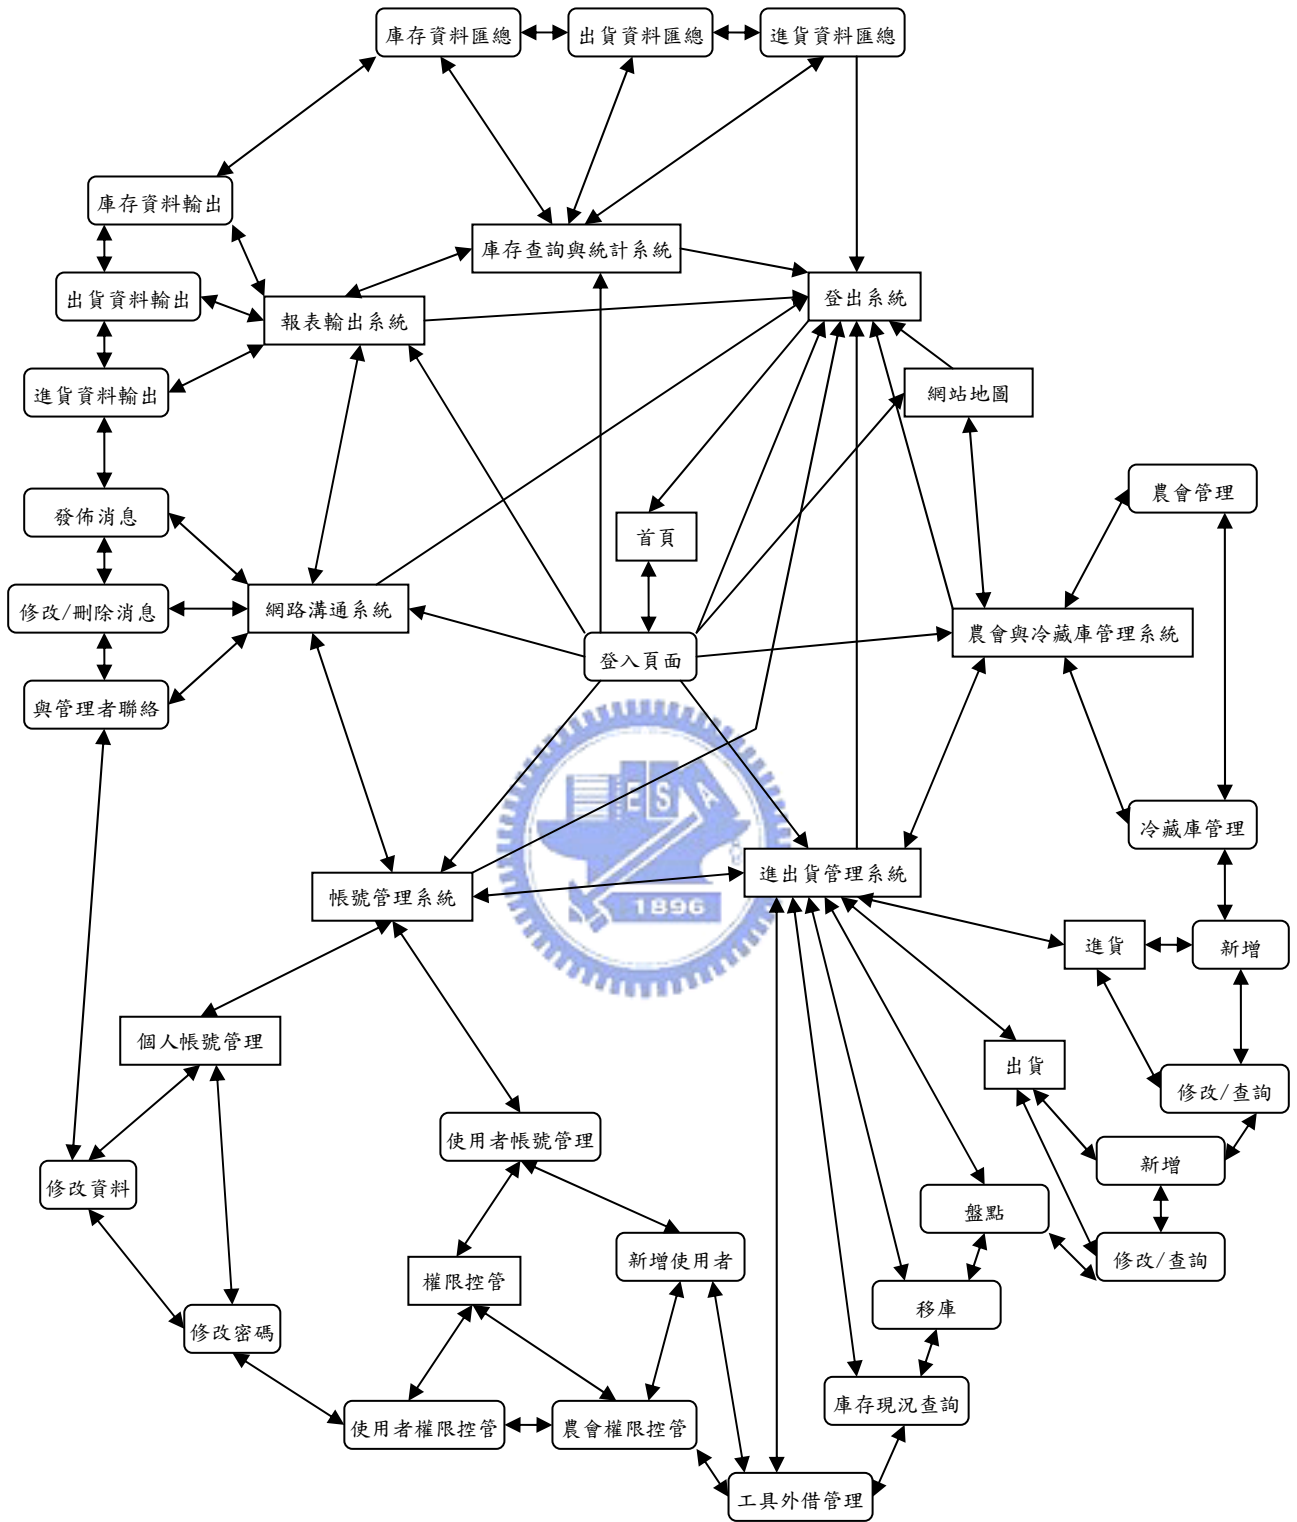 庫存資料匯總
出貨資料匯總
進貨資料匯總
庫存資料輸出
庫存查詢與統計系統
出貨資料輸出
登出系統
報表輸出系統
進貨資料輸出
網站地圖
農會管理
發佈消息
首頁
修改/刪除消息
網路溝通系統
農會與冷藏庫管理系統
登入頁面
與管理者聯絡
ESA
冷藏庫管理
進出貨管理系統
帳號管理系統
1896
進貨
新增
個人帳號管理
出貨
修改/查詢
使用者帳號管理
新增
修改資料
盤點
新增使用者
修改/查詢
權限控管
移庫
修改密碼
庫存現況查詢
使用者權限控管
農會權限控管
工具外借管理